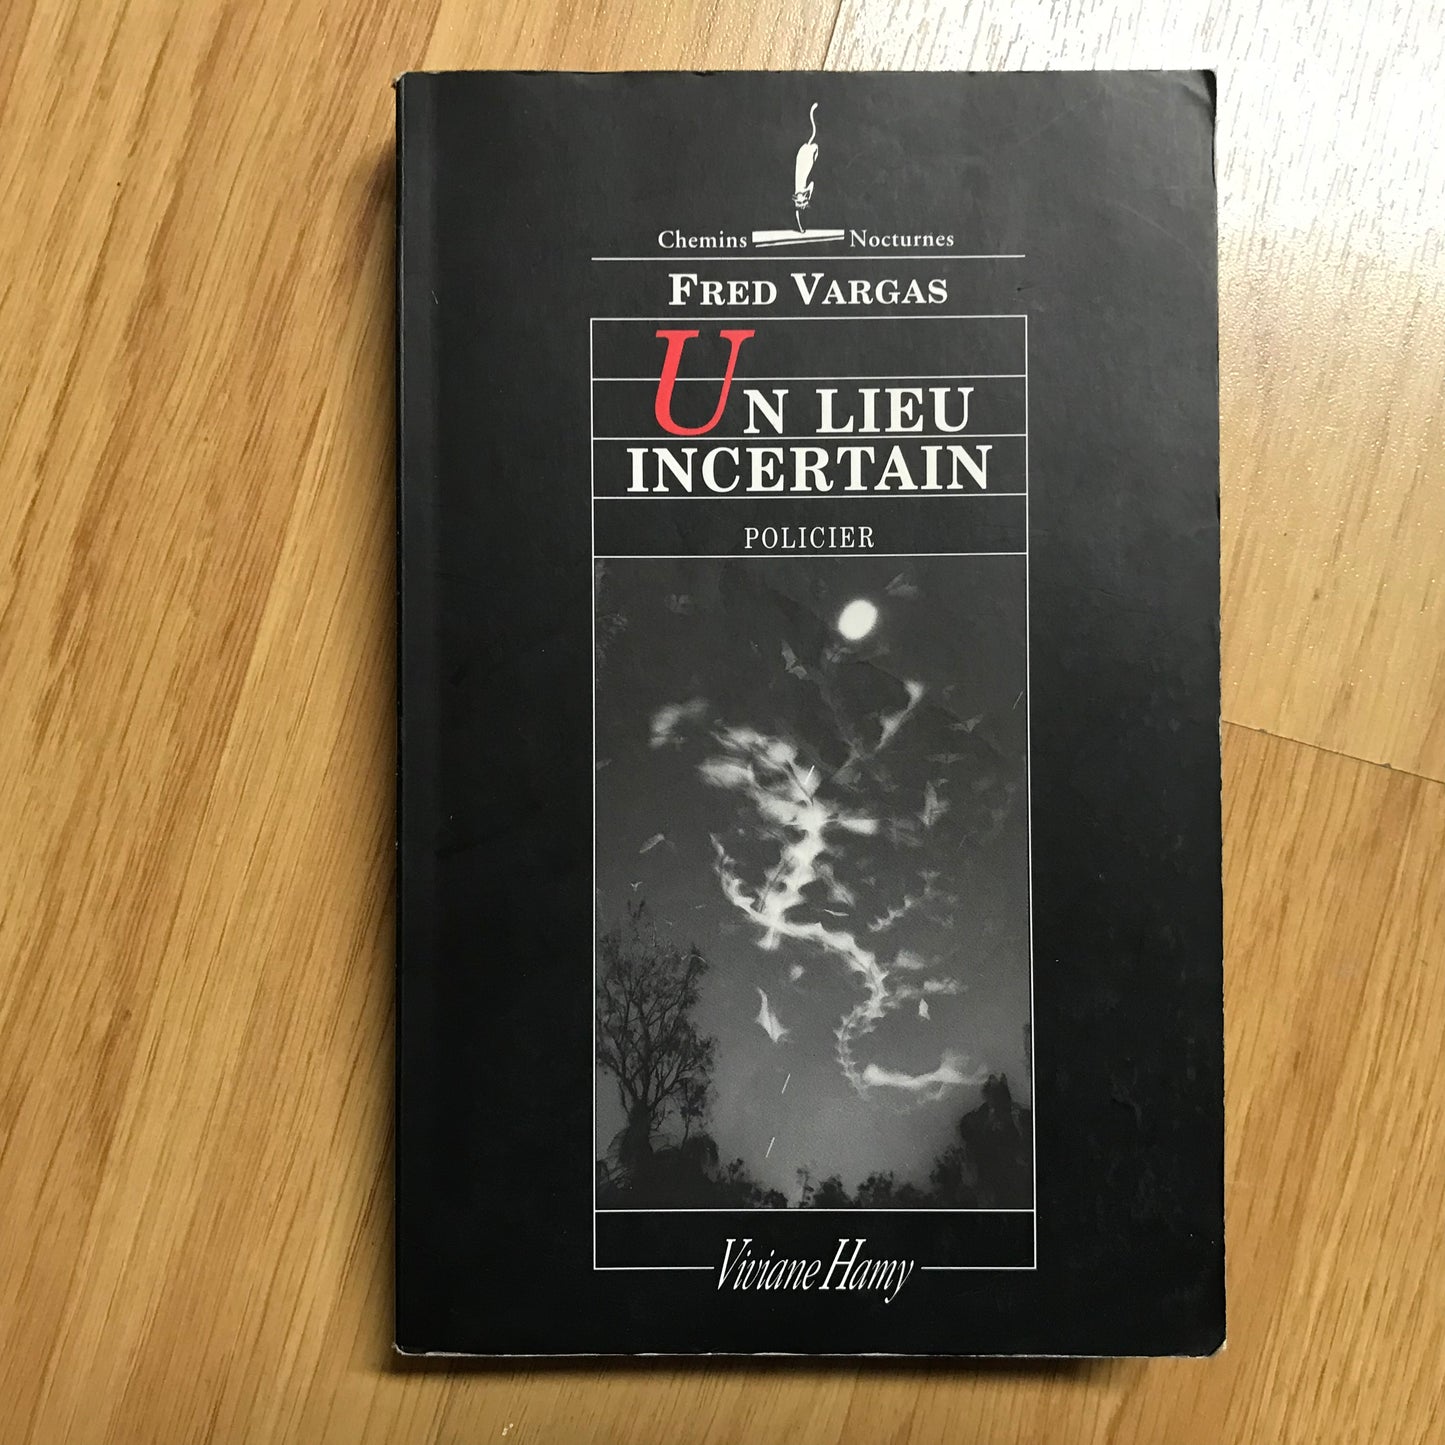 Chemins Nocturnes
FRED VARGAS
UN LIEU
INCERTAIN
POLICIER
Viviane Hamy